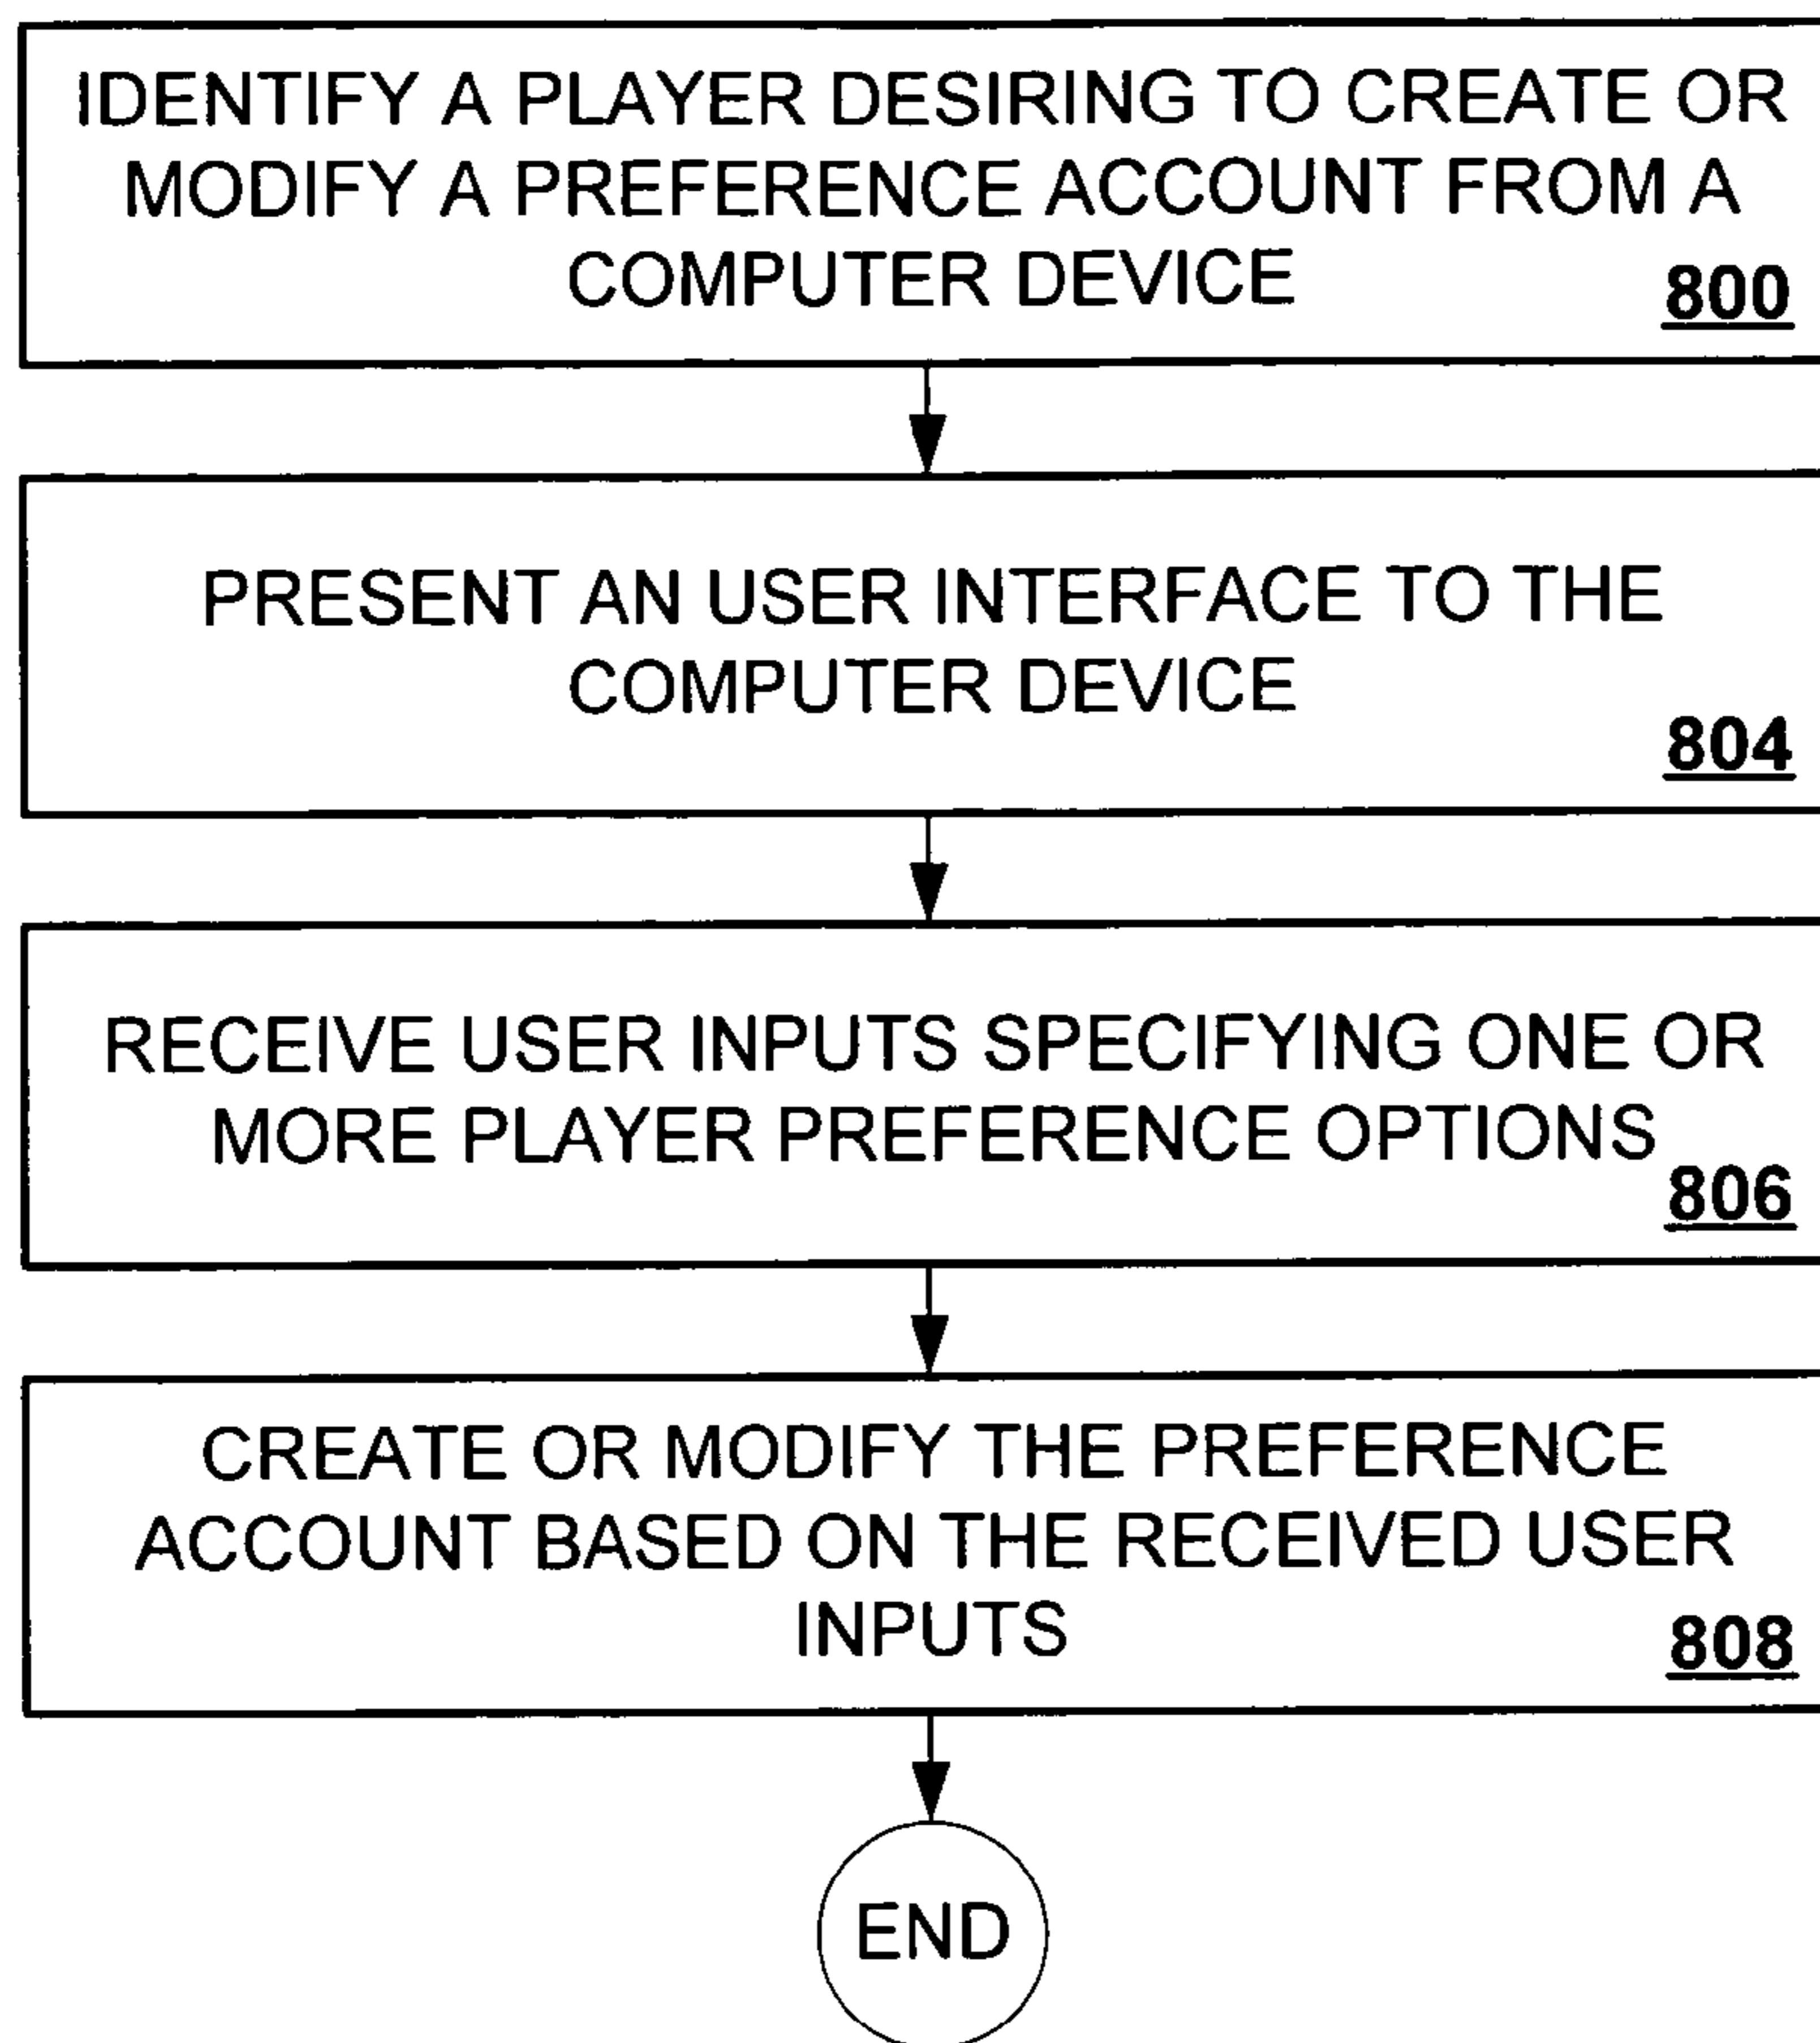 IDENTIFY A PLAYER DESIRING TO CREATE OR
MODIFY A PREFERENCE ACCOUNT FROM A
COMPUTER DEVICE
800
PRESENT AN USER INTERFACE TO THE
COMPUTER DEVICE
804
RECEIVE USER INPUTS SPECIFYING ONE OR
MORE PLAYER PREFERENCE OPTIONS
806
CREATE OR MODIFY THE PREFERENCE
ACCOUNT BASED ON THE RECEIVED USER
INPUTS
808
END